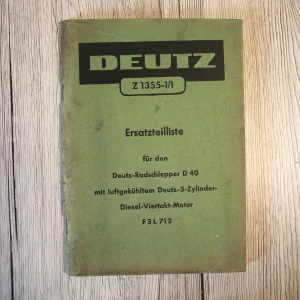 DEUTZ
Z 1355-1/1
Ersatzteilliste
für den
Deutz-Radschlepper D 40
mit luftgekühltem Deutz-3-Zylinder-
Diesel-Viertakt-Motor
F 3 L 712